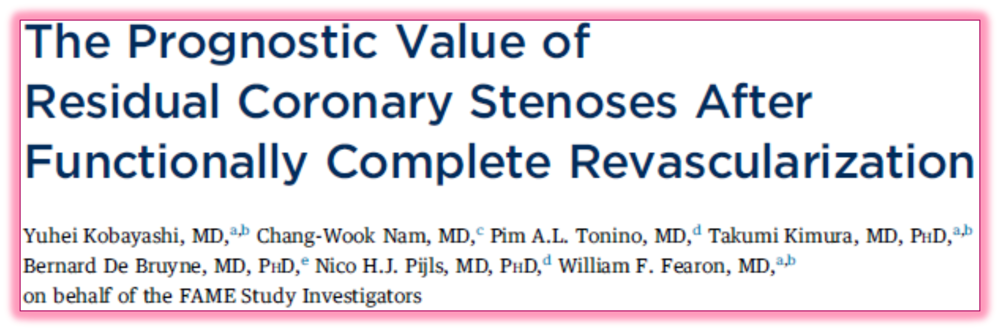 The Prognostic Value of
Residual Coronary Stenoses After
Functionally Complete Revascularization
Yuhei Kobayashi, MD,a,b Chang-Wook Nam, MD,c Pim A.L. Tonino, MD,d Takumi Kimura, MD, PhD,a,b
Bernard De Bruyne, MD, PhD,e Nico H.J. Pijls, MD, PhD,d William F. Fearon, MD,a,b
on behalf of the FAME Study Investigators